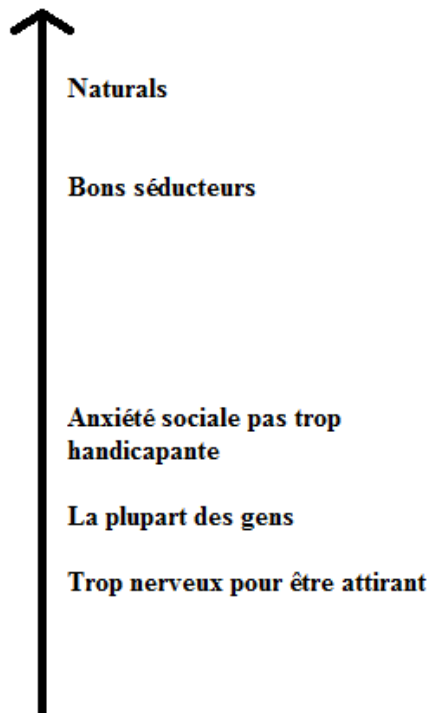 Naturals
Bons séducteurs
Anxiété sociale pas trop
handicapante
La plupart des gens
Trop nerveux pour être attirant